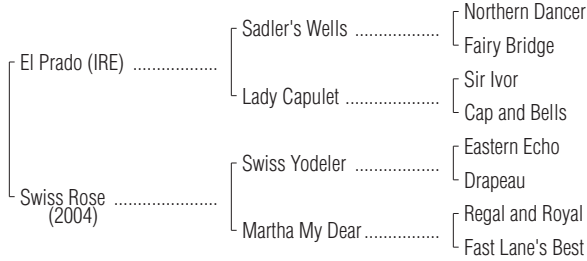 Northern Dancer
Sadler's Wells ..................
Fairy Bridge
El Prado (IRE) ..................
Sir Ivor
Lady Capulet ....................
Cap and Bells
Eastern Echo
Swiss Yodeler ..................
Drapeau
Swiss Rose ......................
(2004)
Regal and Royal
Martha My Dear ................
Fast Lane's Best